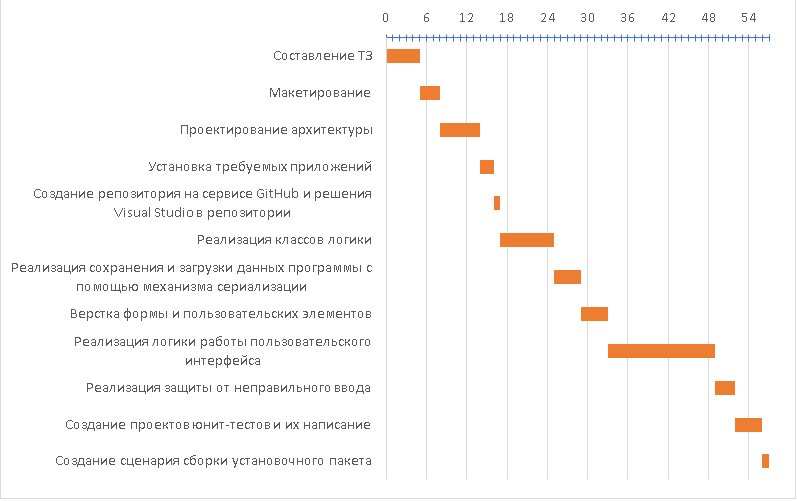 0 6 12 18 24 30 36 42 48 54
Составление ТЗ
Макетирование
Проектирование архитектуры
Установка требуемых приложений
Создание репозитория на сервисе GitHub и решения
Visual Studio в репозитории
Реализация классов логики
Реализация сохранения и загрузки данных программы с
помощью механизма сериализации
Верстка формы и пользовательских элементов
Реализация логики работы пользовательского
интерфейса
Реализация защиты от неправильного ввода
Создание проектов юнит-тестов и их написание
Создание сценария сборки установочного пакета